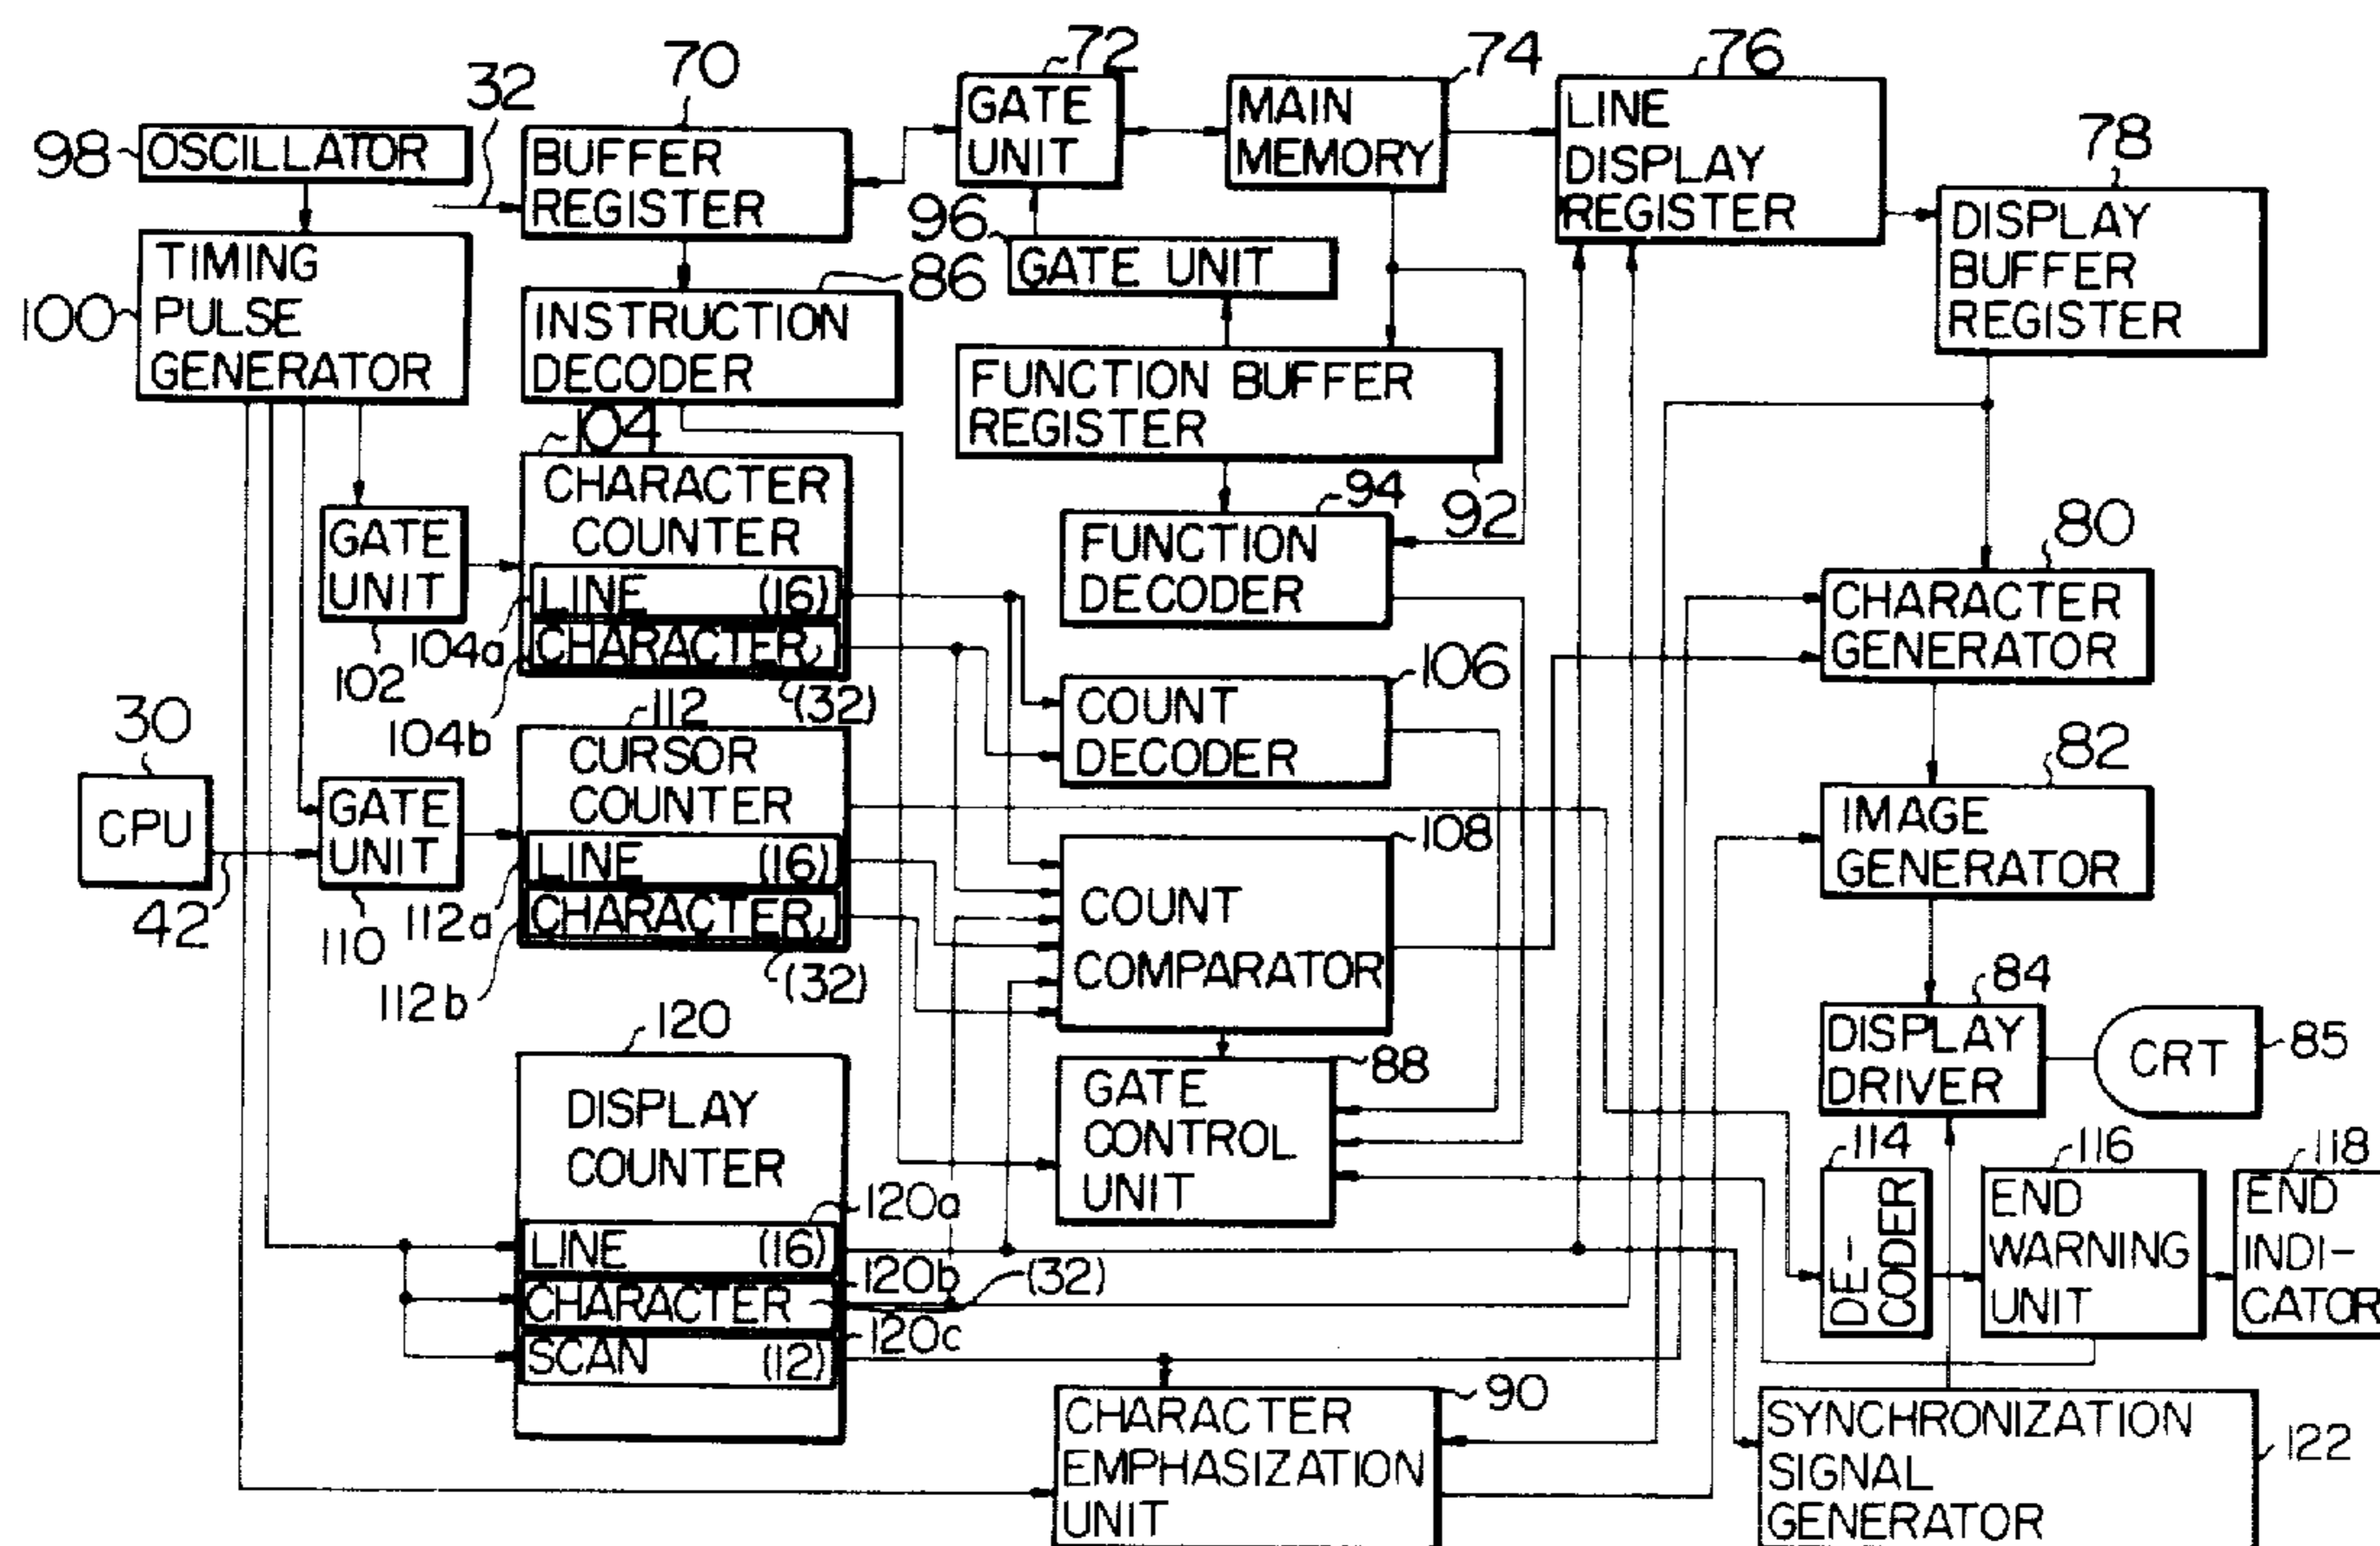 98
OSCILLATOR
32
70
BUFFER
REGISTER
72
GATE
UNIT
74
MAIN
MEMORY
76
LINE
DISPLAY
REGISTER
78
DISPLAY
BUFFER
REGISTER
100
TIMING
PULSE
GENERATOR
86
INSTRUCTION
DECODER
96
GATE UNIT
FUNCTION BUFFER
REGISTER
92
104
CHARACTER
COUNTER
LINE (16)
CHARACTER
(32)
104a
104b
GATE
UNIT
102
94
FUNCTION
DECODER
80
CHARACTER
GENERATOR
106
COUNT
DECODER
30
CPU
42
GATE
UNIT
110
112
CURSOR
COUNTER
LINE (16)
CHARACTER
(32)
112a
112b
108
COUNT
COMPARATOR
82
IMAGE
GENERATOR
84
DISPLAY
DRIVER
CRT
85
120
DISPLAY
COUNTER
120a
LINE (16)
120b
(32)
CHARACTER
120c
SCAN (12)
88
GATE
CONTROL
UNIT
114
DE-
CODER
116
END
WARNING
UNIT
118
END
INDI-
CATOR
90
CHARACTER
EMPHASIZATION
UNIT
SYNCHRONIZATION
SIGNAL
GENERATOR
122